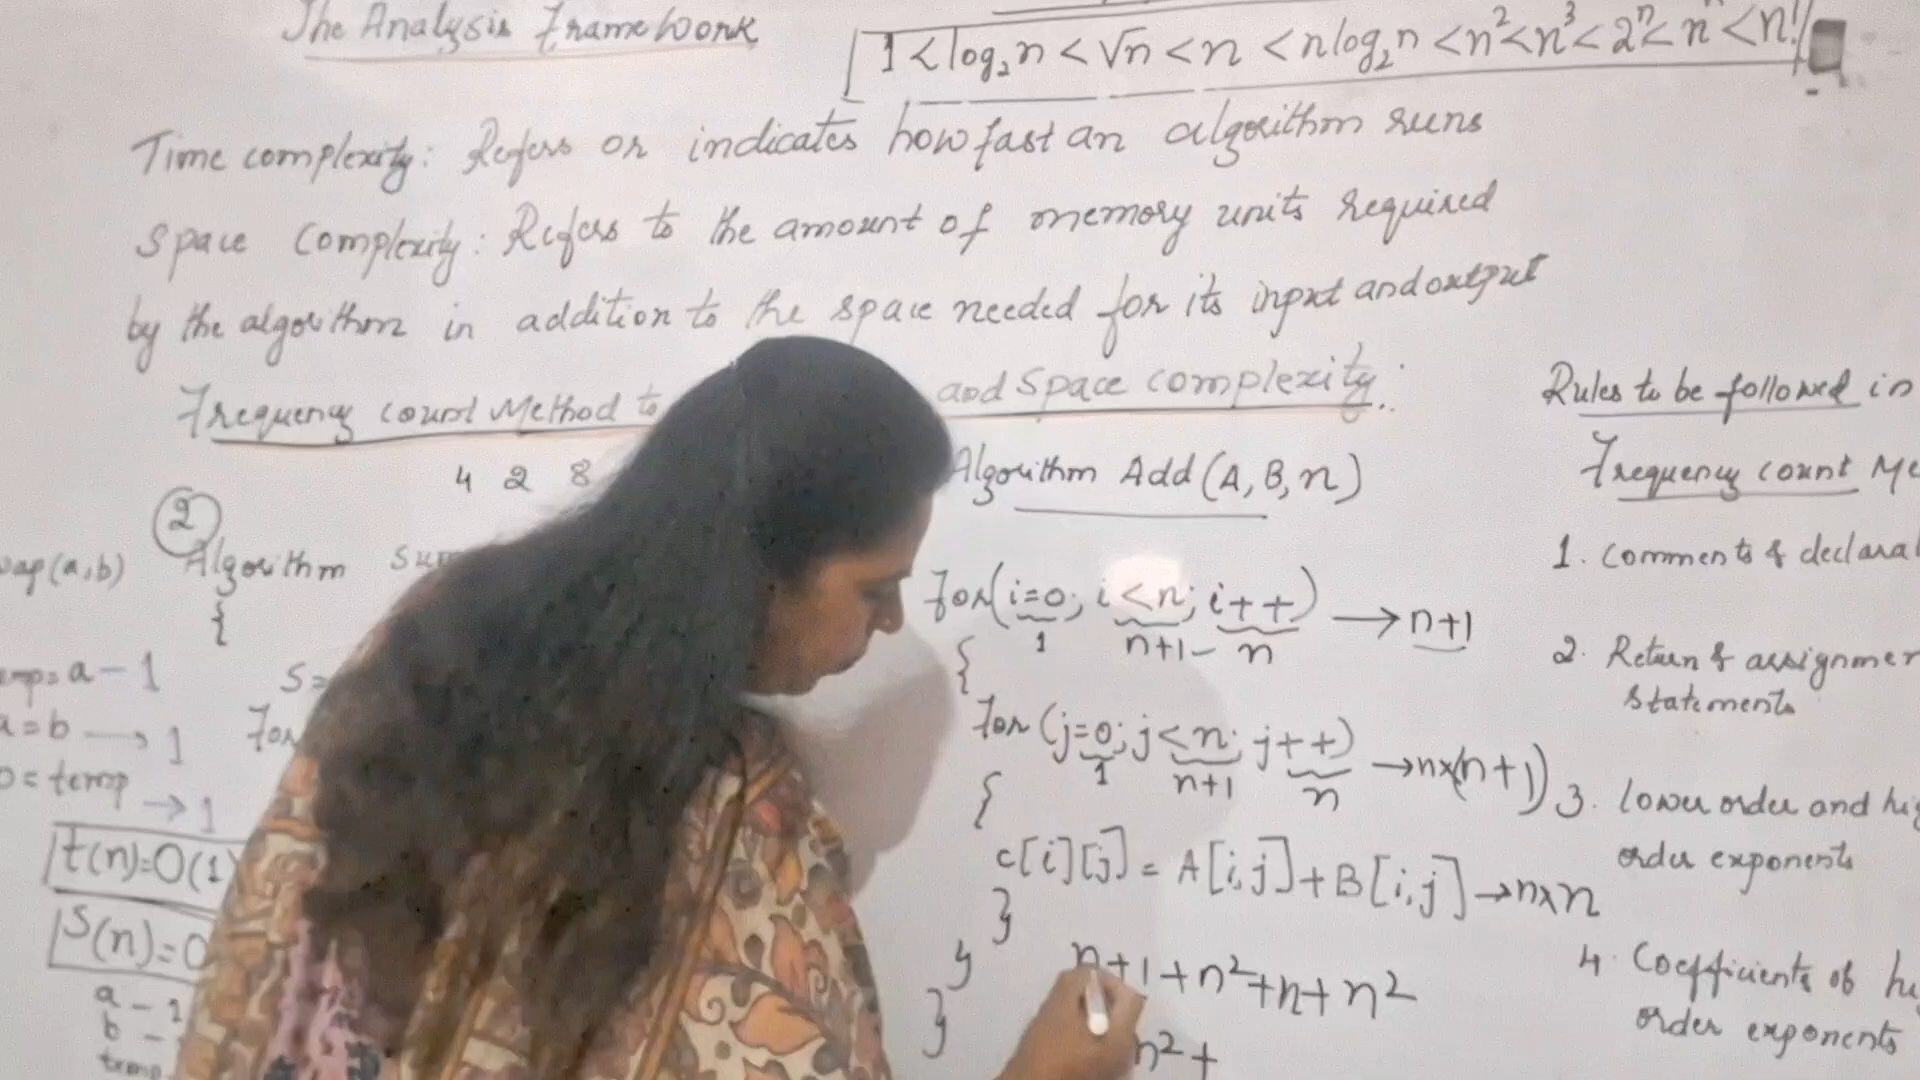 The Analysis Framework
1 < log₂n < √n < n < nlog₂n < n² < n³ < 2ⁿ < nⁿ < n!
Time complexity: Refers or indicates how fast an algorithm runs
Space Complexity: Refers to the amount of memory units required
by the algorithm in addition to the space needed for its input and output
Frequency count Method to
and Space complexity:
4 2 8
2
Algorithm Sum
{
S=
For
(a,b)
a - 1
a=b → 1
= temp → 1
t(n)=O(1)
S(n)=O
a - 1
b -
temp
Algorithm Add(A, B, n)
For(i=0; i<n; i++) → n+1
1 n+1 - n
{
For (j=0; j<n; j++) → n×(n+1)
1 n+1 n
{
c[i][j] = A[i,j]+B[i,j] → n×n
}
}
}
n+1+n²+n+n²
n²+
Rules to be followed in
Frequency count Me
1. Comments & declara
2. Return & assignmen
statements
3. lower order and hig
order exponents
4. Coefficients of hi
order exponents